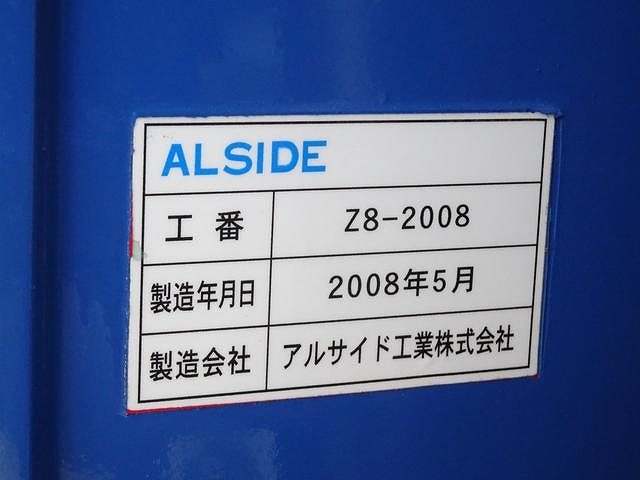 ALSIDE
工番 Z8-2008
製造年月日 2008年5月
製造会社 アルサイド工業株式会社